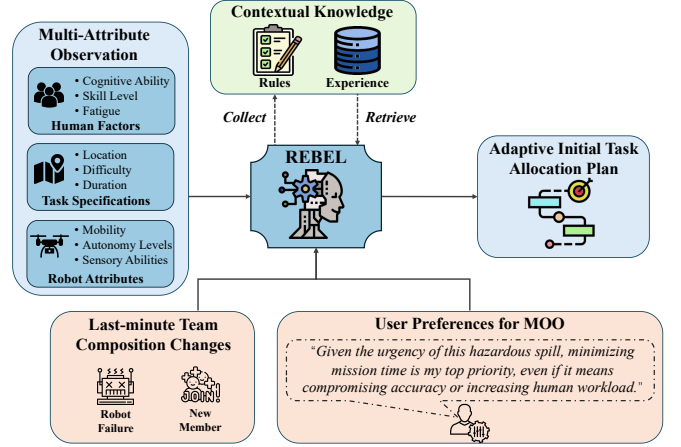 Multi-Attribute
Observation
• Cognitive Ability
• Skill Level
• Fatigue
Human Factors
• Location
• Difficulty
• Duration
Task Specifications
• Mobility
• Autonomy Levels
• Sensory Abilities
Robot Attributes
Contextual Knowledge
Rules
Experience
Collect
Retrieve
REBEL
Adaptive Initial Task
Allocation Plan
Last-minute Team
Composition Changes
Robot
Failure
JOIN!
New
Member
User Preferences for MOO
"Given the urgency of this hazardous spill, minimizing
mission time is my top priority, even if it means
compromising accuracy or increasing human workload."